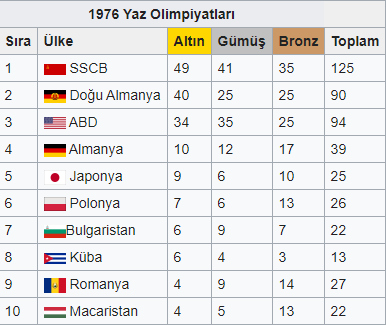 1976 Yaz Olimpiyatları
Sıra Ülke Altın Gümüş Bronz Toplam
1 SSCB 49 41 35 125
2 Doğu Almanya 40 25 25 90
3 ABD 34 35 25 94
4 Almanya 10 12 17 39
5 Japonya 9 6 10 25
6 Polonya 7 6 13 26
7 Bulgaristan 6 9 7 22
8 Küba 6 4 3 13
9 Romanya 4 9 14 27
10 Macaristan 4 5 13 22